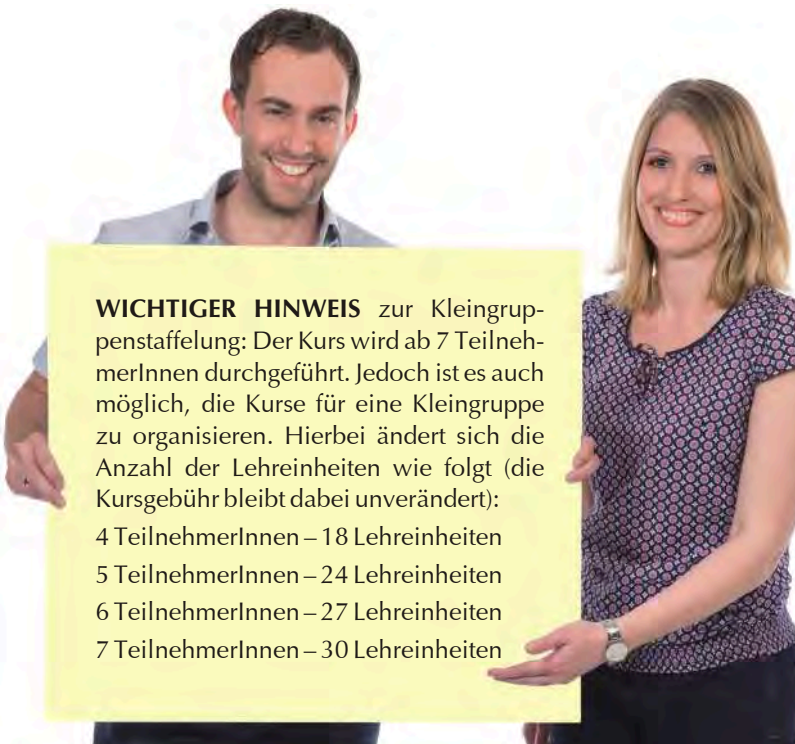 WICHTIGER HINWEIS zur Kleingrup-
penstaffelung: Der Kurs wird ab 7 Teilneh-
merInnen durchgeführt. Jedoch ist es auch
möglich, die Kurse für eine Kleingruppe
zu organisieren. Hierbei ändert sich die
Anzahl der Lehreinheiten wie folgt (die
Kursgebühr bleibt dabei unverändert):
4 TeilnehmerInnen – 18 Lehreinheiten
5 TeilnehmerInnen – 24 Lehreinheiten
6 TeilnehmerInnen – 27 Lehreinheiten
7 TeilnehmerInnen – 30 Lehreinheiten